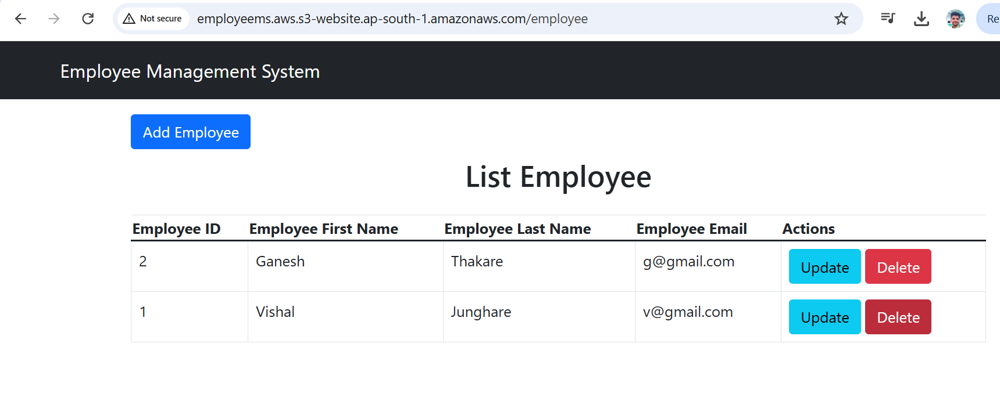 Not secure employeems.aws.s3-website.ap-south-1.amazonaws.com/employee Re
Employee Management System
Add Employee
List Employee
Employee ID Employee First Name Employee Last Name Employee Email Actions
2 Ganesh Thakare g@gmail.com Update Delete
1 Vishal Junghare v@gmail.com Update Delete